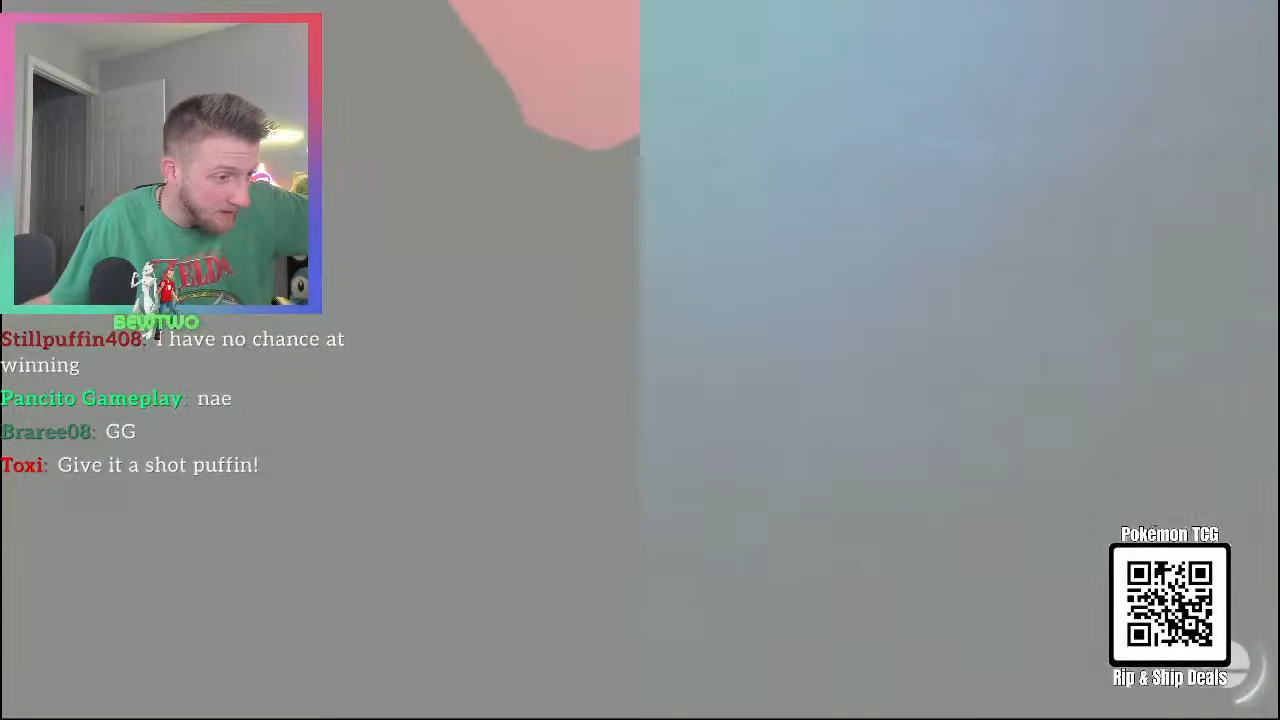 ZELDA
BEWTWO
Stillpuffin408: I have no chance at
winning
Pancito Gameplay: nae
Braree08: GG
Toxi: Give it a shot puffin!
Pokémon TCG
Rip & Ship Deals